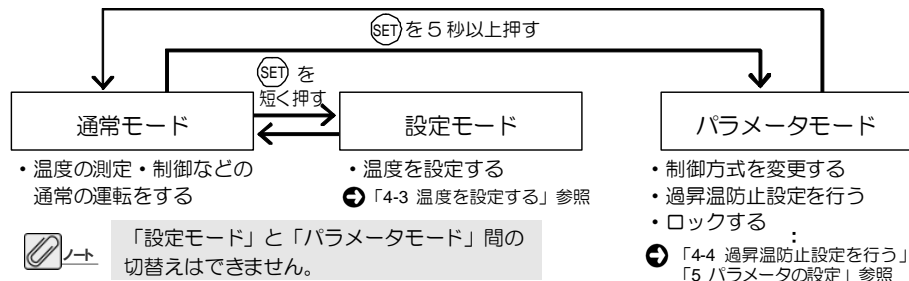 SETを5秒以上押す
SET を
短く押す
通常モード
設定モード
パラメータモード
・温度の測定・制御などの
通常の運転をする
・温度を設定する
「4-3 温度を設定する」参照
・制御方式を変更する
・過昇温防止設定を行う
・ロックする
:
「4-4 過昇温防止設定を行う」
「5 パラメータの設定」参照
ノート
「設定モード」と「パラメータモード」間の
切替えはできません。